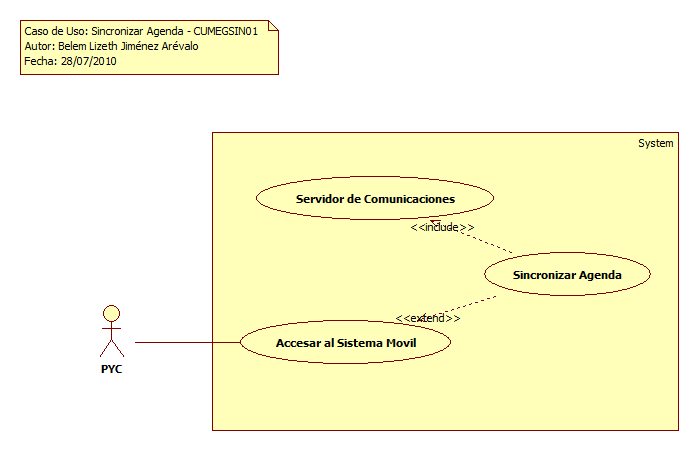 Caso de Uso: Sincronizar Agenda - CUMEGSIN01
Autor: Belem Lizeth Jiménez Arévalo
Fecha: 28/07/2010
System
Servidor de Comunicaciones
<<include>>
Sincronizar Agenda
<<extend>>
Accesar al Sistema Movil
PYC